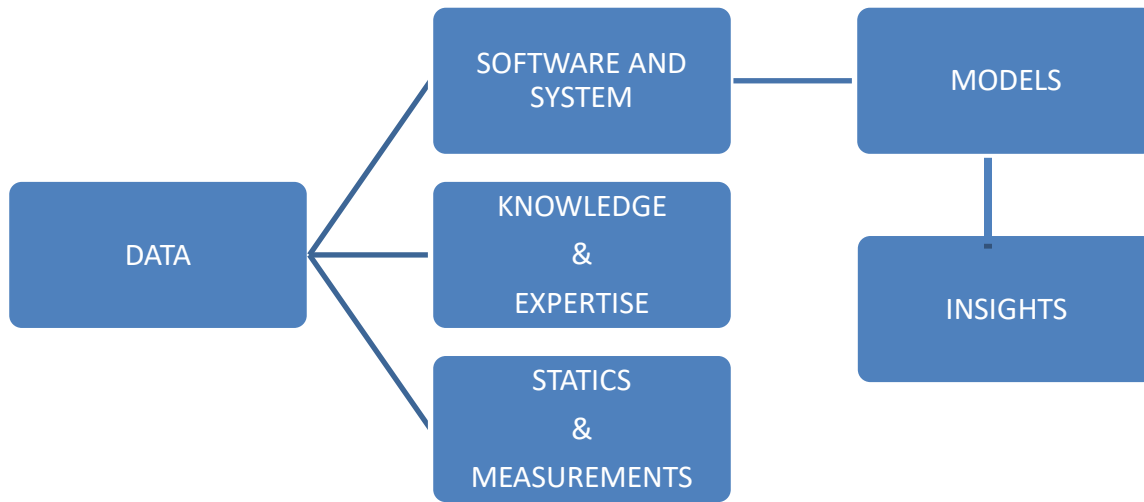 SOFTWARE AND
SYSTEM
MODELS
DATA
KNOWLEDGE
&
EXPERTISE
INSIGHTS
STATICS
&
MEASUREMENTS